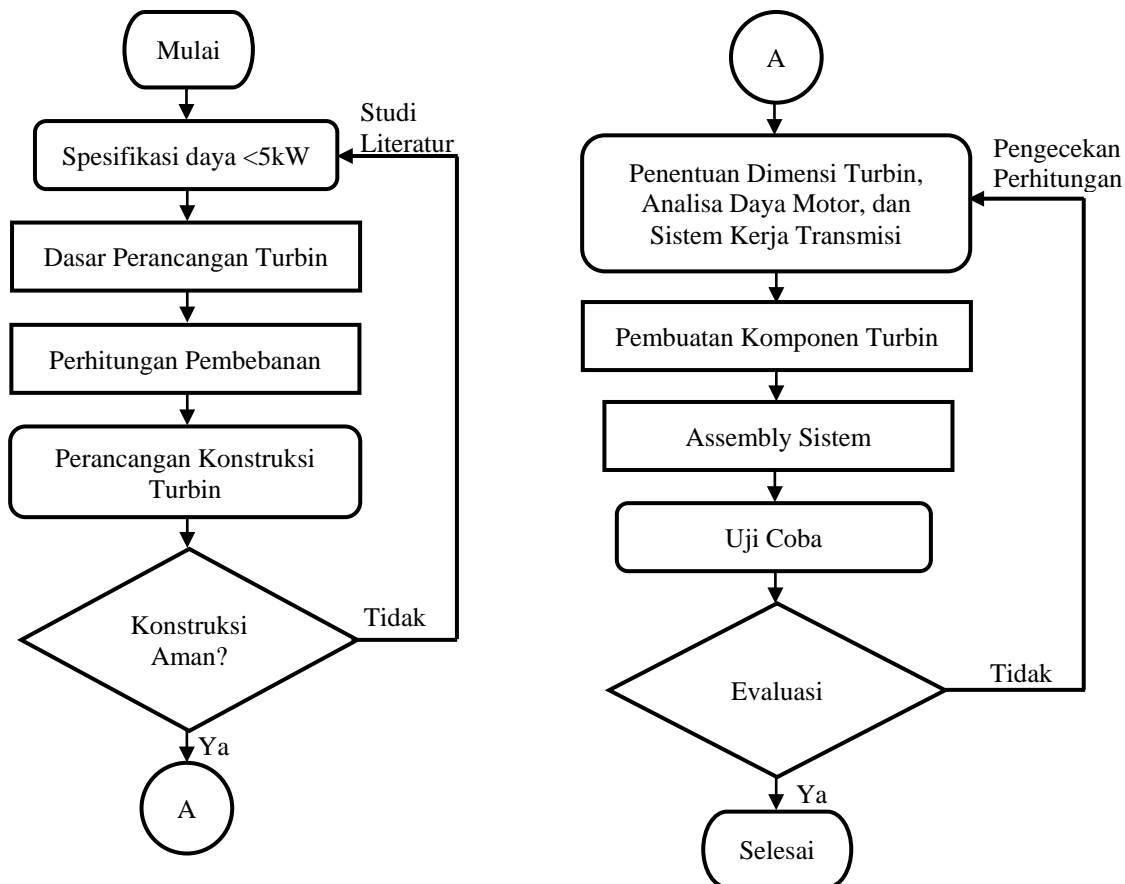 Mulai
Studi
Literatur
Spesifikasi daya <5kW
Dasar Perancangan Turbin
Perhitungan Pembebanan
Perancangan Konstruksi
Turbin
Konstruksi
Aman?
Tidak
Ya
A
A
Pengecekan
Perhitungan
Penentuan Dimensi Turbin,
Analisa Daya Motor, dan
Sistem Kerja Transmisi
Pembuatan Komponen Turbin
Assembly Sistem
Uji Coba
Evaluasi
Tidak
Ya
Selesai